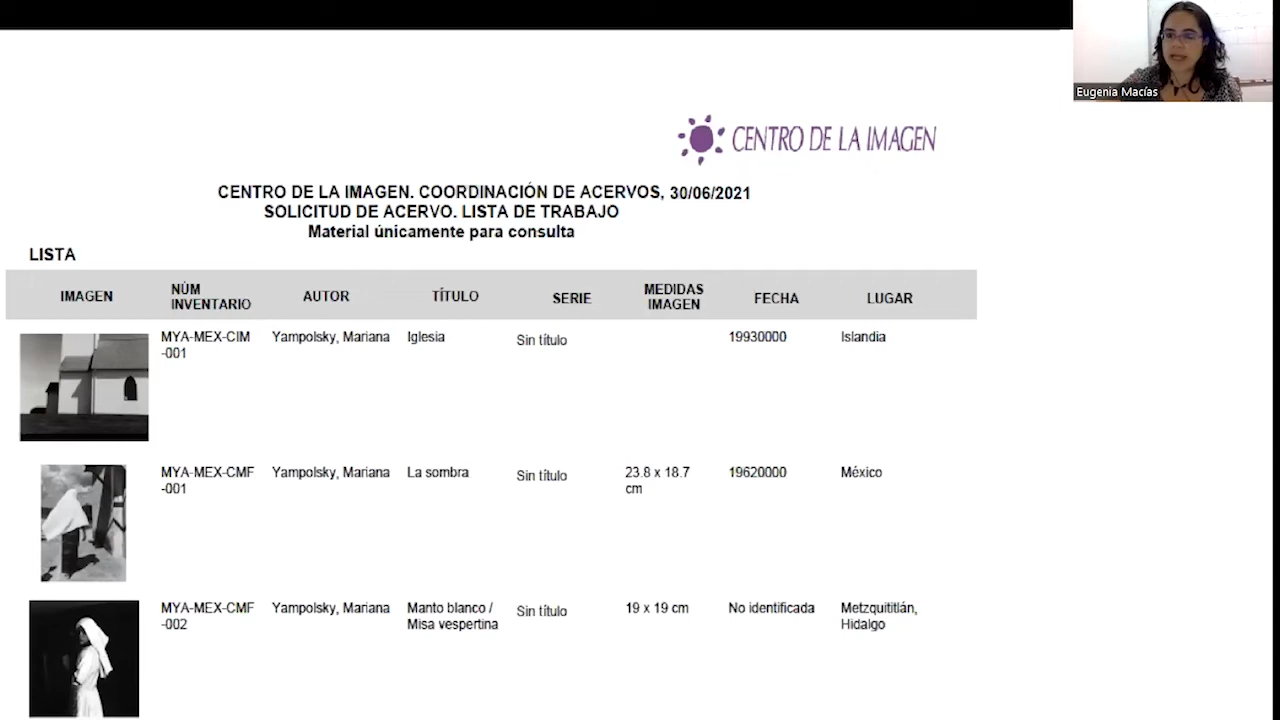 Eugenia Macías
CENTRO DE LA IMAGEN
CENTRO DE LA IMAGEN. COORDINACIÓN DE ACERVOS, 30/06/2021
SOLICITUD DE ACERVO. LISTA DE TRABAJO
Material únicamente para consulta
LISTA
IMAGEN NÙM INVENTARIO AUTOR TÍTULO SERIE MEDIDAS IMAGEN FECHA LUGAR
MYA-MEX-CIM Yampolsky, Mariana Iglesia Sin título 19930000 Islandia
-001
MYA-MEX-CMF Yampolsky, Mariana La sombra Sin título 23.8 x 18.7 19620000 México
-001 cm
MYA-MEX-CMF Yampolsky, Mariana Manto blanco / Sin título 19 x 19 cm No identificada Metzquititlán,
-002 Misa vespertina Hidalgo